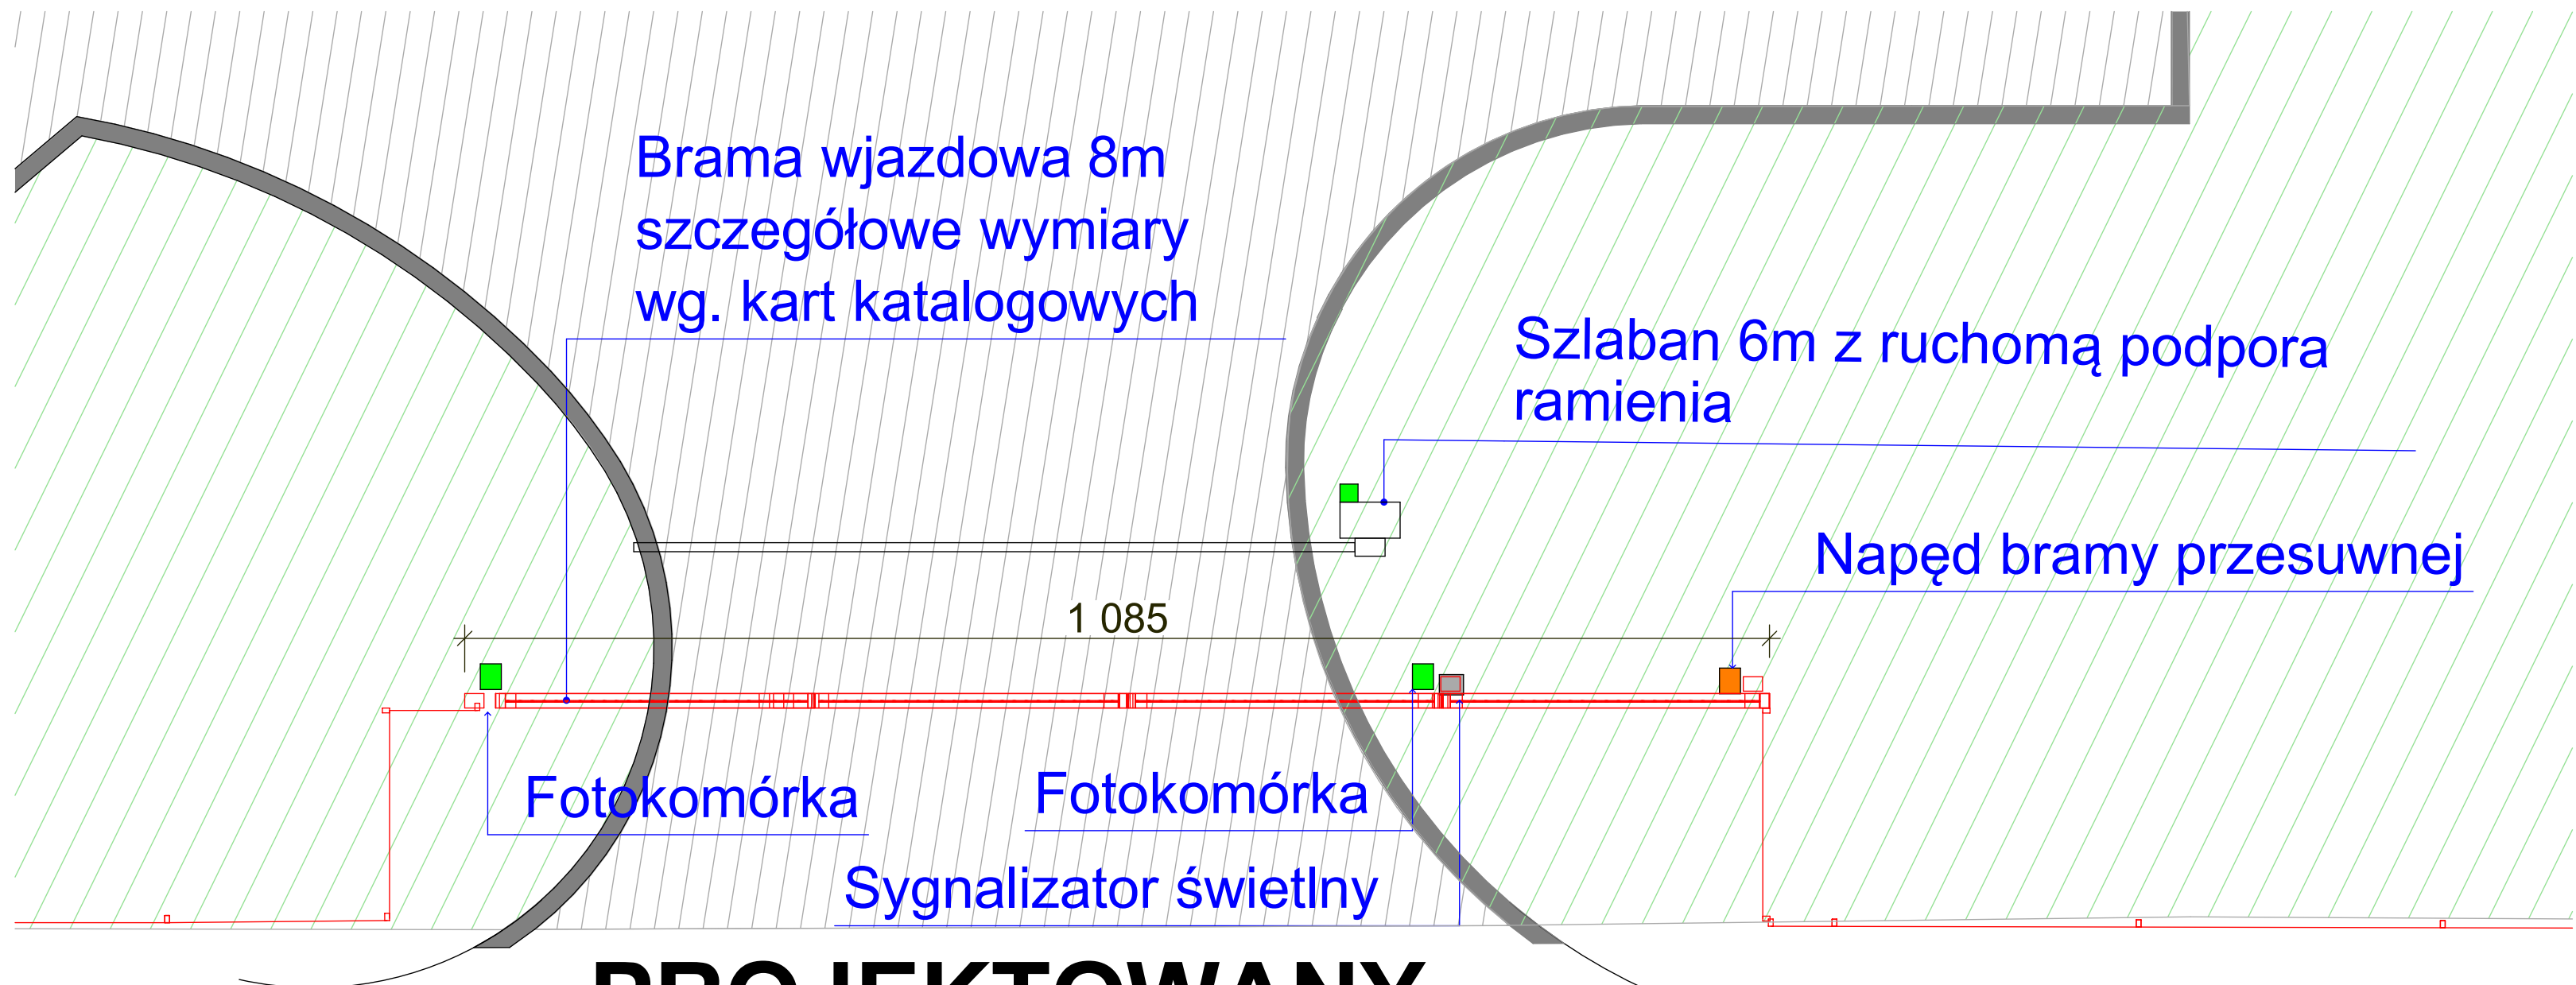 Brama wjazdowa 8m
szczegółowe wymiary
wg. kart katalogowych
Szlaban 6m z ruchomą podpora
ramienia
Napęd bramy przesuwnej
1 085
Fotokomórka
Fotokomórka
Sygnalizator świetlny
PROJEKTOWANY